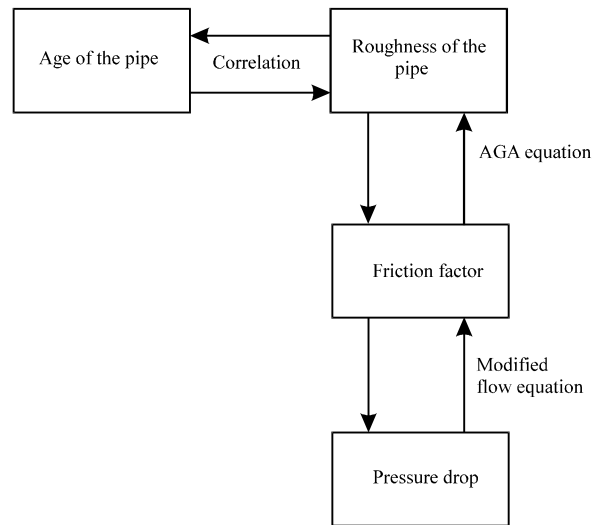 Age of the pipe
Correlation
Roughness of the
pipe
AGA equation
Friction factor
Modified
flow equation
Pressure drop